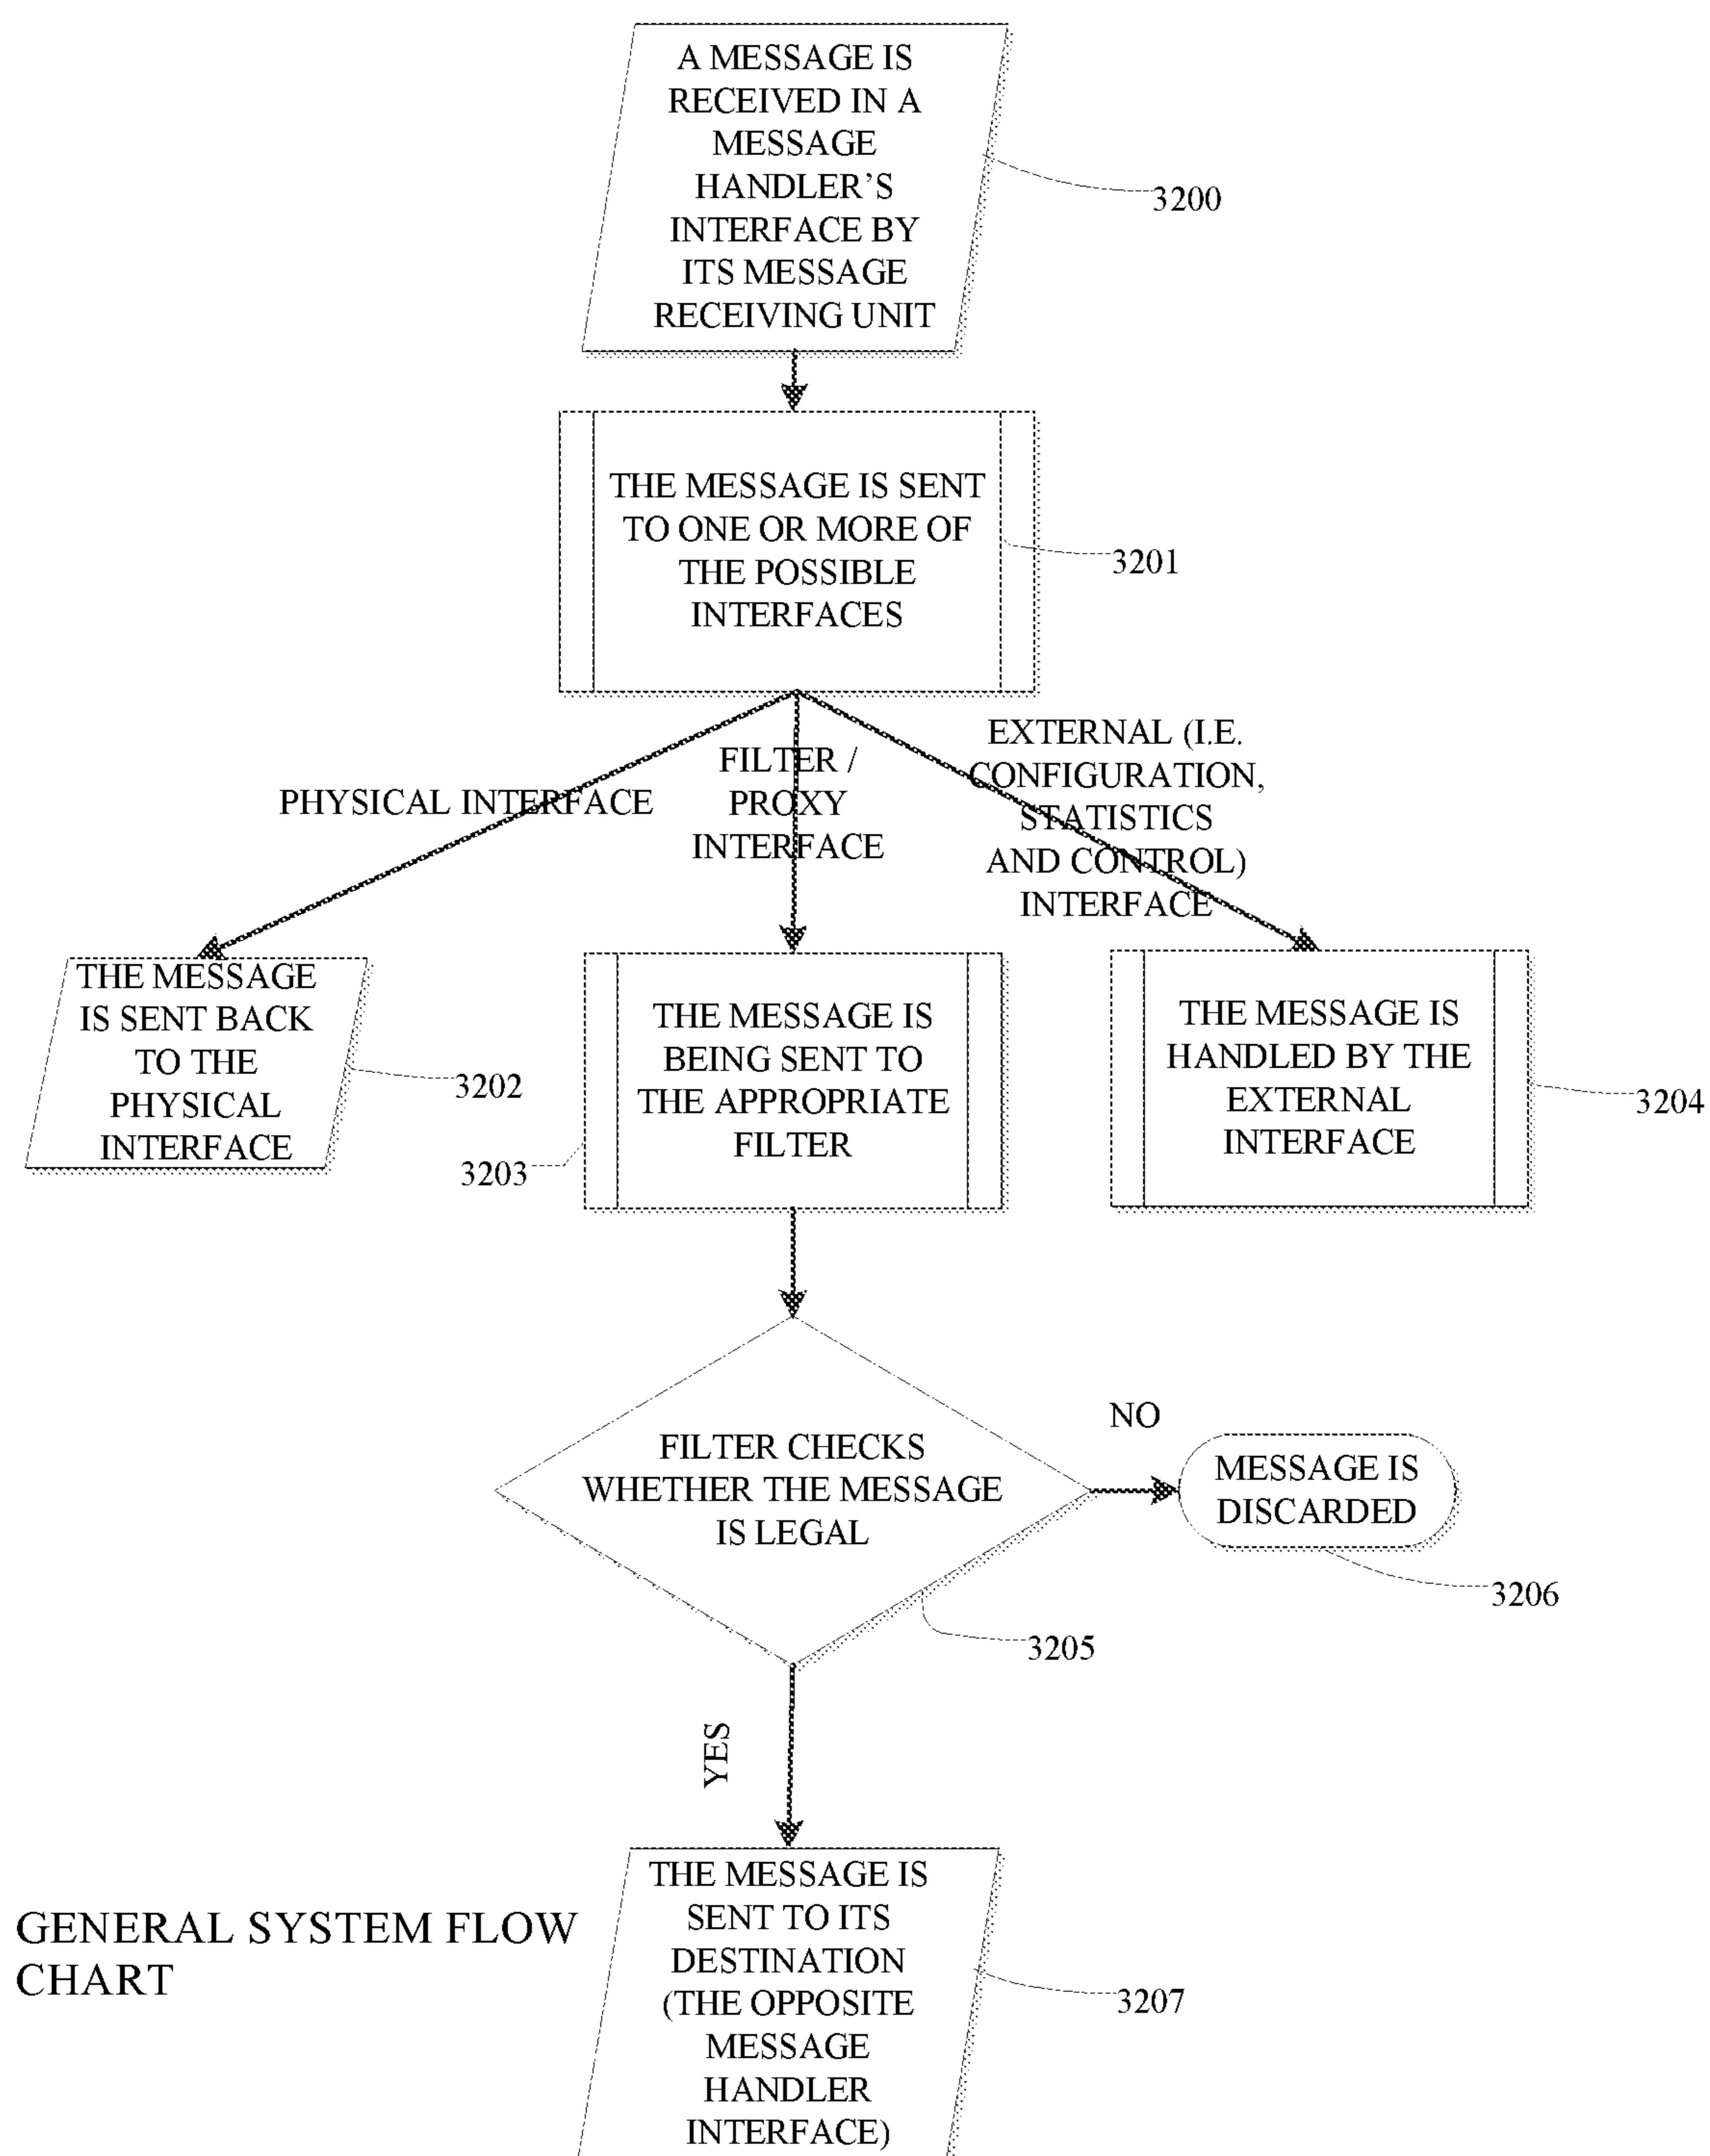 A MESSAGE IS
RECEIVED IN A
MESSAGE
HANDLER'S
INTERFACE BY
ITS MESSAGE
RECEIVING UNIT
3200
THE MESSAGE IS SENT
TO ONE OR MORE OF
THE POSSIBLE
INTERFACES
3201
PHYSICAL INTERFACE
FILTER /
PROXY
INTERFACE
EXTERNAL (I.E.
CONFIGURATION,
STATISTICS
AND CONTROL)
INTERFACE
THE MESSAGE
IS SENT BACK
TO THE
PHYSICAL
INTERFACE
3202
THE MESSAGE IS
BEING SENT TO
THE APPROPRIATE
FILTER
3203
THE MESSAGE IS
HANDLED BY THE
EXTERNAL
INTERFACE
3204
FILTER CHECKS
WHETHER THE MESSAGE
IS LEGAL
3205
NO
MESSAGE IS
DISCARDED
3206
YES
THE MESSAGE IS
SENT TO ITS
DESTINATION
(THE OPPOSITE
MESSAGE
HANDLER
INTERFACE)
3207
GENERAL SYSTEM FLOW
CHART